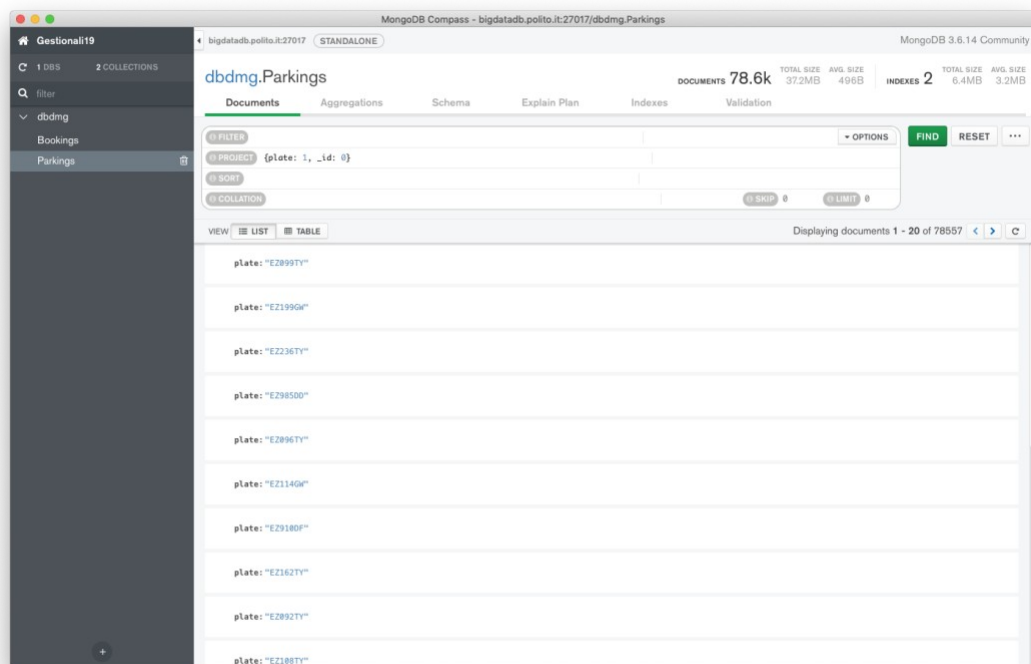 MongoDB Compass - bigdatadb.polito.it:27017/dbdmg.Parkings
Gestionali19
1 DBS 2 COLLECTIONS
filter
dbdmg
Bookings
Parkings
bigdatadb.polito.it:27017 STANDALONE
MongoDB 3.6.14 Community
dbdmg.Parkings
DOCUMENTS 78.6k TOTAL SIZE 37.2MB AVG. SIZE 496B
INDEXES 2 TOTAL SIZE 6.4MB AVG. SIZE 3.2MB
Documents Aggregations Schema Explain Plan Indexes Validation
FILTER OPTIONS FIND RESET ...
PROJECT {plate: 1, _id: 0}
SORT
COLLATION SKIP 0 LIMIT 0
VIEW LIST TABLE Displaying documents 1 - 20 of 78557
plate: "EZ099TY"
plate: "EZ199GW"
plate: "EZ236TY"
plate: "EZ985DD"
plate: "EZ096TY"
plate: "EZ114GW"
plate: "EZ910DF"
plate: "EZ162TY"
plate: "EZ092TY"
plate: "EZ108TY"